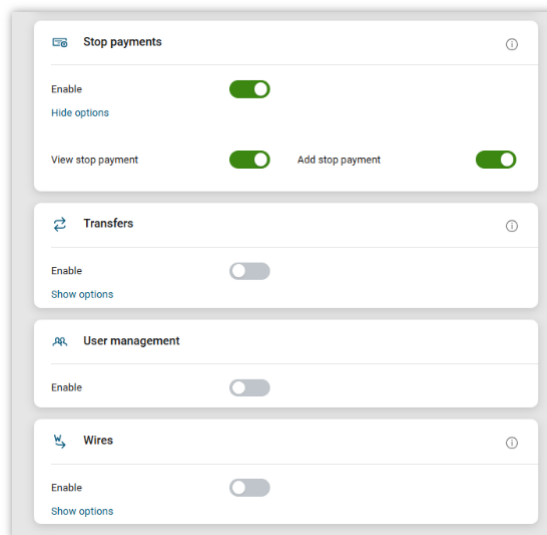 Stop payments
Enable
Hide options
View stop payment Add stop payment
Transfers
Enable
Show options
User management
Enable
Wires
Enable
Show options